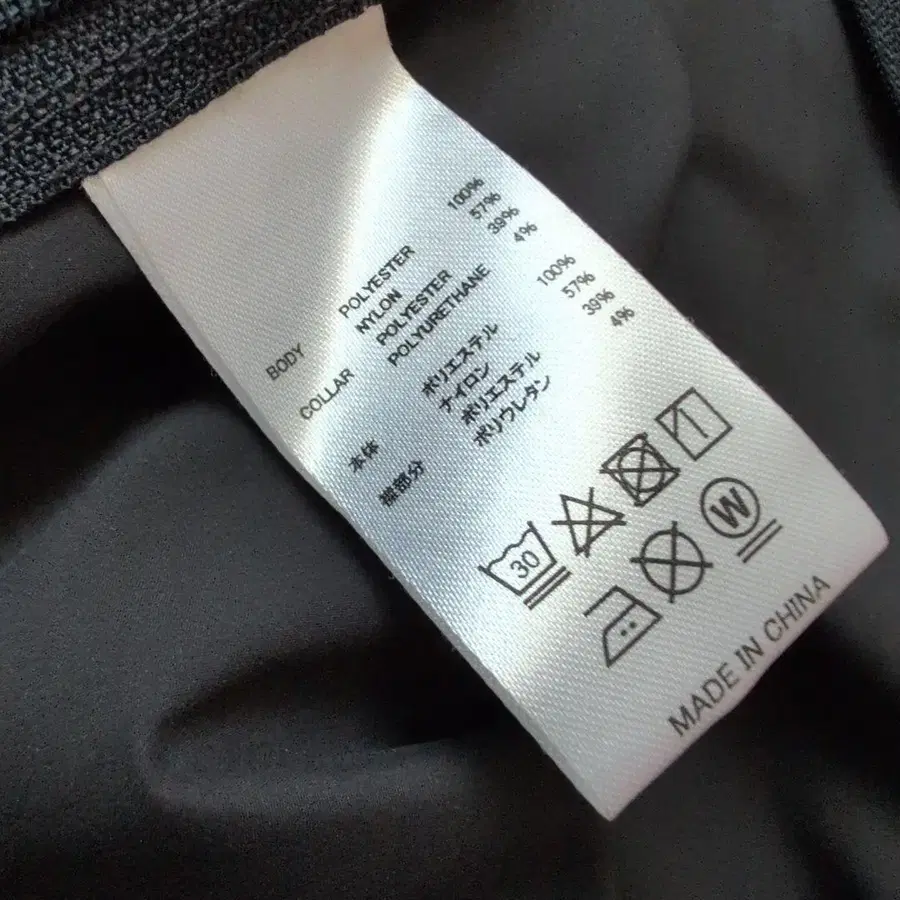 BODY POLYESTER 100%
COLLAR NYLON 57%
POLYESTER 39%
POLYURETHANE 4%
本体 ポリエステル 100%
ナイロン 57%
ポリエステル 39%
部分 ポリウレタン 4%
30
W
MADE IN CHINA